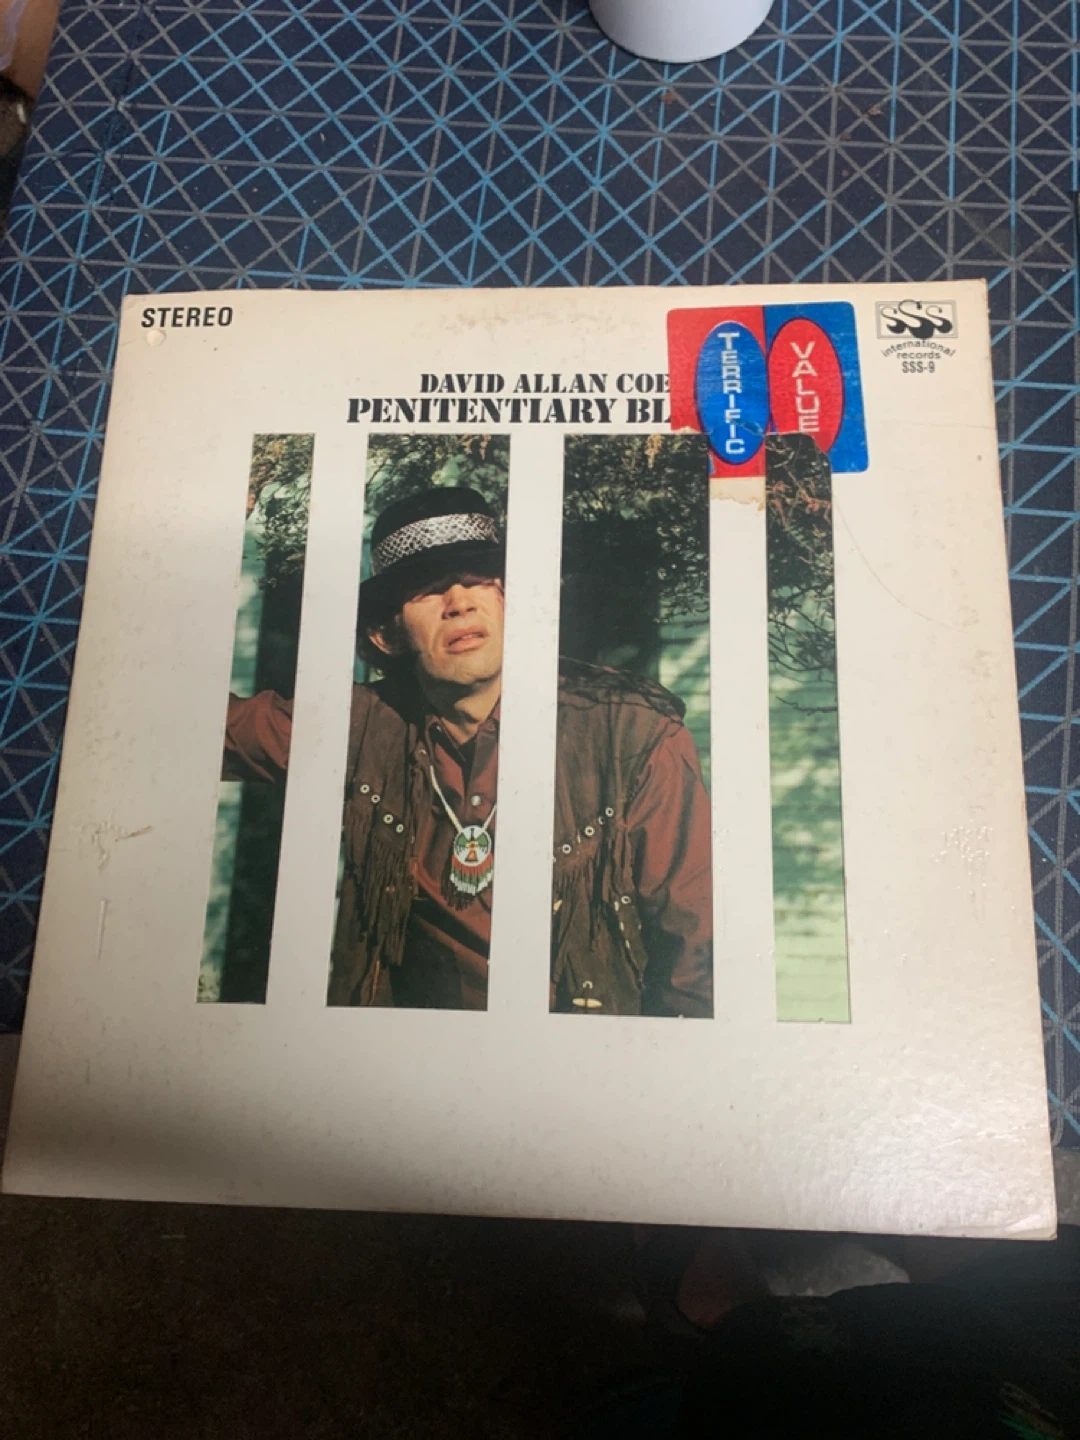 STEREO
SSS
international
records
SSS-9
TERRIFIC
VALUE
DAVID ALLAN COE
PENITENTIARY BL